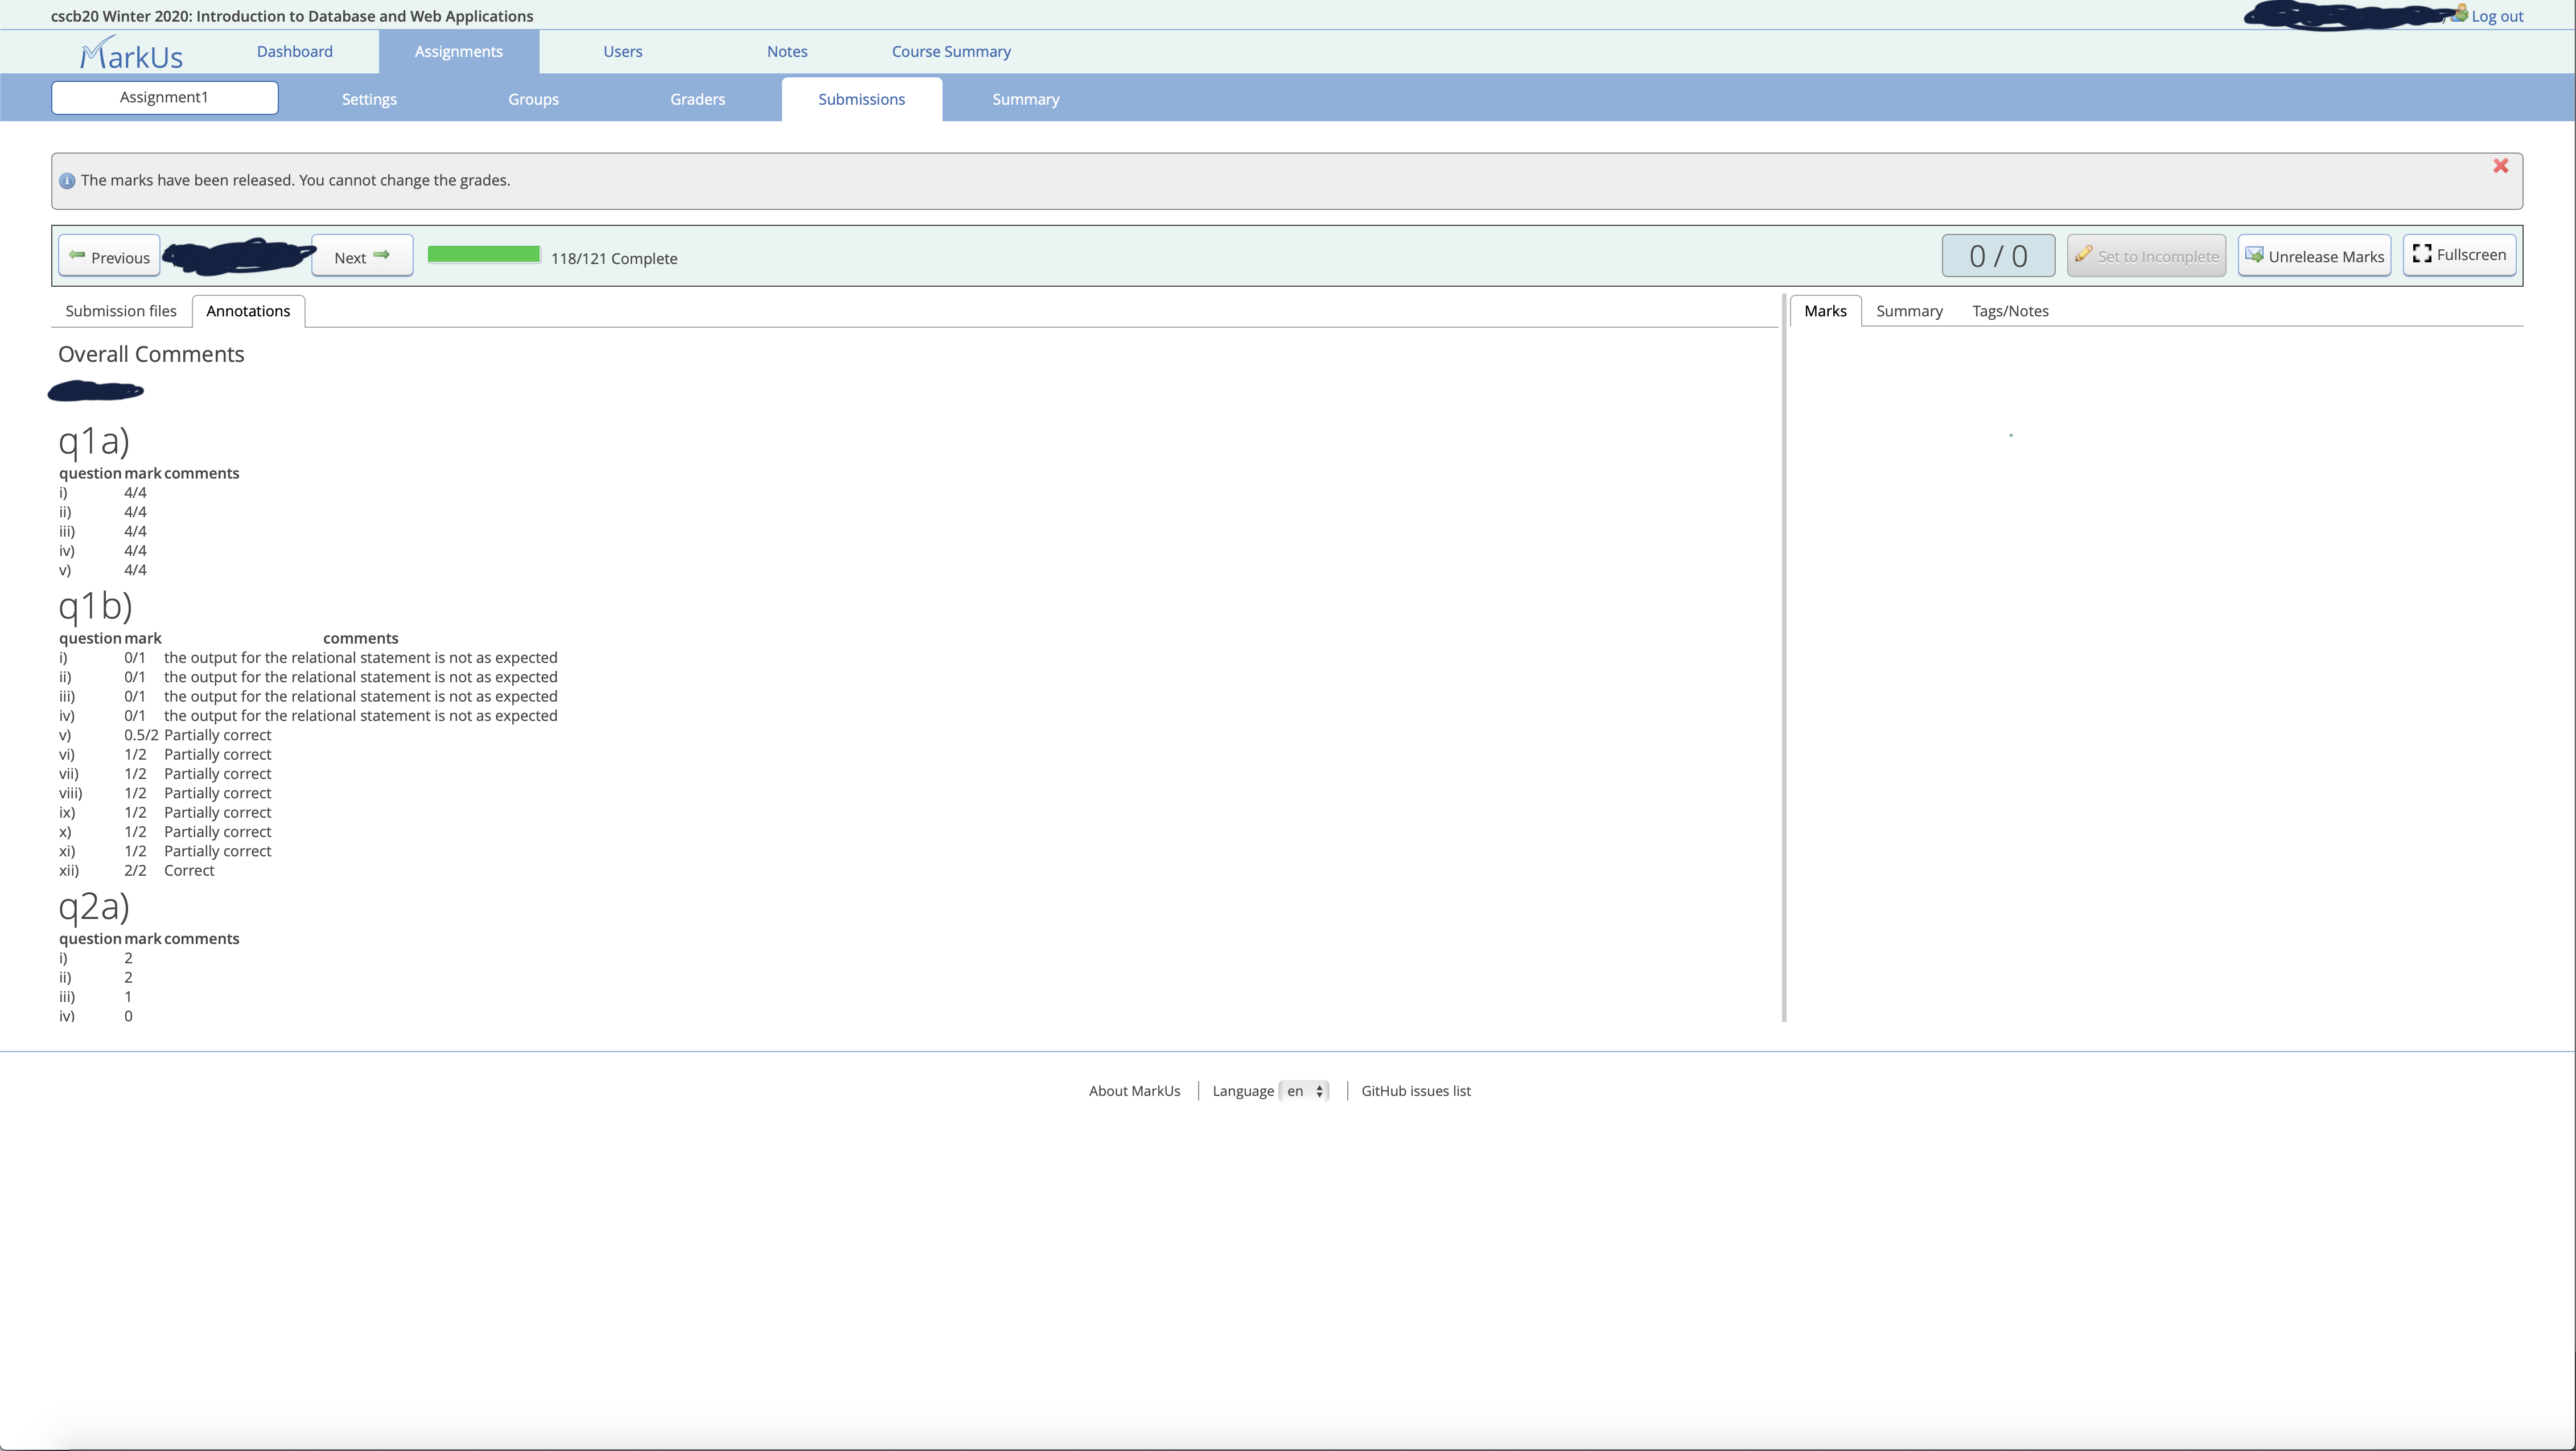 cscb20 Winter 2020: Introduction to Database and Web Applications
Log out
MarkUs Dashboard Assignments Users Notes Course Summary
Assignment1 Settings Groups Graders Submissions Summary
The marks have been released. You cannot change the grades.
Previous Next 118/121 Complete 0 / 0 Set to Incomplete Unrelease Marks Fullscreen
Submission files Annotations Marks Summary Tags/Notes
Overall Comments
q1a)
question mark comments
i) 4/4
ii) 4/4
iii) 4/4
iv) 4/4
v) 4/4
q1b)
question mark comments
i) 0/1 the output for the relational statement is not as expected
ii) 0/1 the output for the relational statement is not as expected
iii) 0/1 the output for the relational statement is not as expected
iv) 0/1 the output for the relational statement is not as expected
v) 0.5/2 Partially correct
vi) 1/2 Partially correct
vii) 1/2 Partially correct
viii) 1/2 Partially correct
ix) 1/2 Partially correct
x) 1/2 Partially correct
xi) 1/2 Partially correct
xii) 2/2 Correct
q2a)
question mark comments
i) 2
ii) 2
iii) 1
iv) 0
About MarkUs Language en GitHub issues list